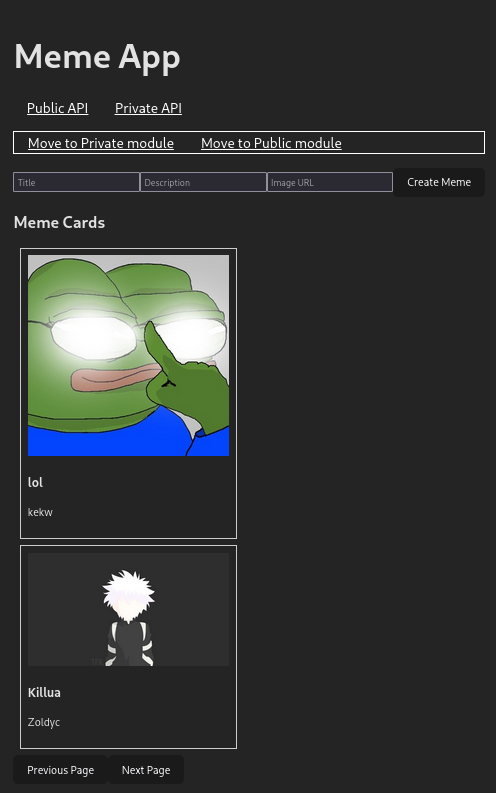 Meme App
Public API Private API
Move to Private module Move to Public module
Title Description Image URL Create Meme
Meme Cards
lol
kekw
Killua
Zoldyc
Previous Page Next Page